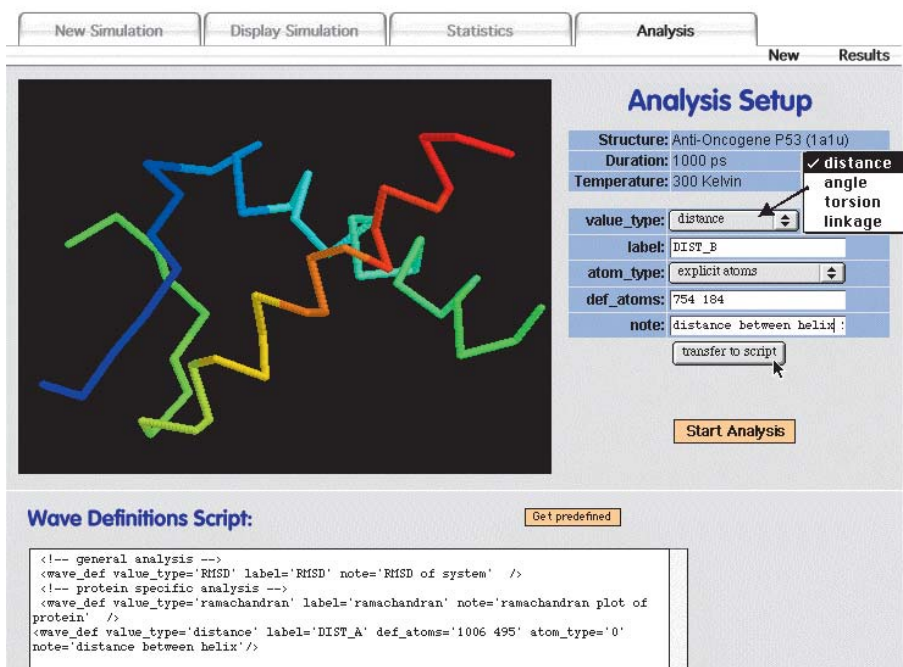 New Simulation Display Simulation Statistics Analysis
New Results
Analysis Setup
Structure: Anti-Oncogene P53 (1a1u)
Duration: 1000 ps
Temperature: 300 Kelvin
✓ distance
angle
torsion
linkage
value_type: distance
label: DIST_B
atom_type: explicit atoms
def_atoms: 754 184
note: distance between helix
transfer to script
Start Analysis
Wave Definitions Script:
Get predefined
<!-- general analysis -->
<wave_def value_type='RMSD' label='RMSD' note='RMSD of system' />
<!-- protein specific analysis -->
<wave_def value_type='ramachandran' label='ramachandran' note='ramachandran plot of
protein' />
<wave_def value_type='distance' label='DIST_A' def_atoms='1006 495' atom_type='0'
note='distance between helix'/>